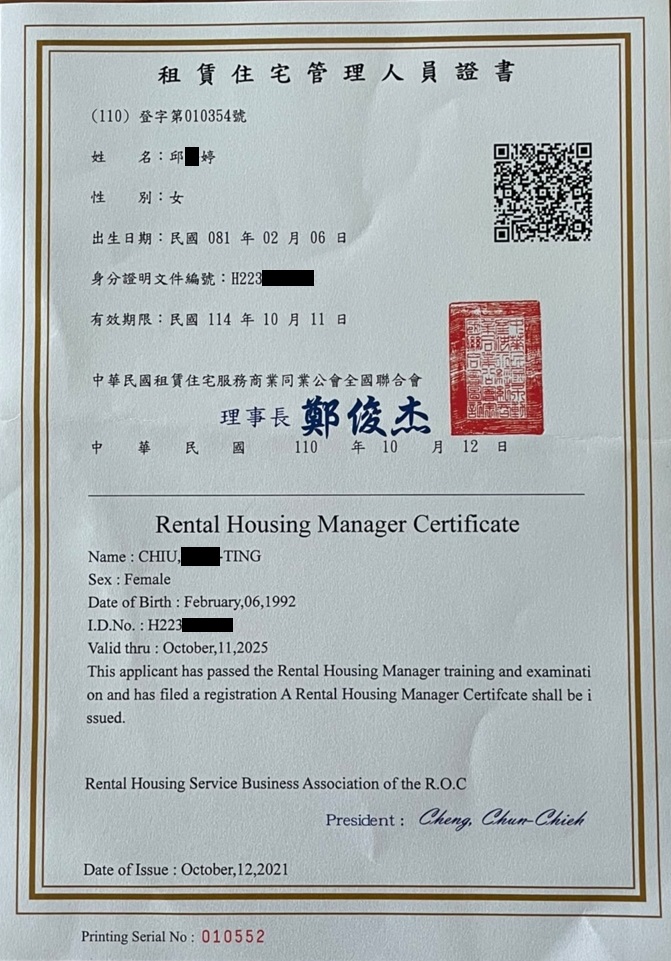 租賃住宅管理人員證書
(110) 登字第010354號
姓 名：邱 婷
性 別：女
出生日期：民國 081 年 02 月 06 日
身分證明文件編號：H223
有效期限：民國 114 年 10 月 11 日
中華民國租賃住宅服務商業同業公會全國聯合會
理事長 鄭俊杰
中 華 民 國 110 年 10 月 12 日
Rental Housing Manager Certificate
Name : CHIU, -TING
Sex : Female
Date of Birth : February,06,1992
I.D.No. : H223
Valid thru : October,11,2025
This applicant has passed the Rental Housing Manager training and examinati
on and has filed a registration A Rental Housing Manager Certifcate shall be i
ssued.
Rental Housing Service Business Association of the R.O.C
President : Cheng, Chun-Chieh
Date of Issue : October,12,2021
Printing Serial No : 010552